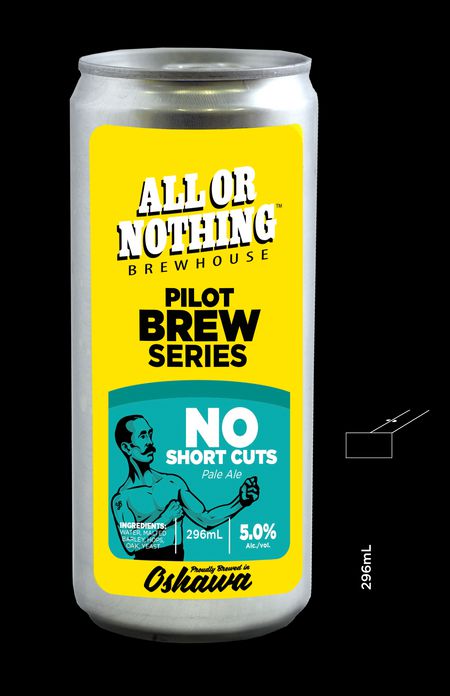 ALL OR
NOTHING™
BREWHOUSE
PILOT
BREW
SERIES
NO
SHORT CUTS
Pale Ale
INGREDIENTS:
WATER, MALTED
BARLEY, HOPS,
OAK, YEAST
296mL
5.0%
Alc./vol.
Proudly Brewed in
Oshawa
296mL